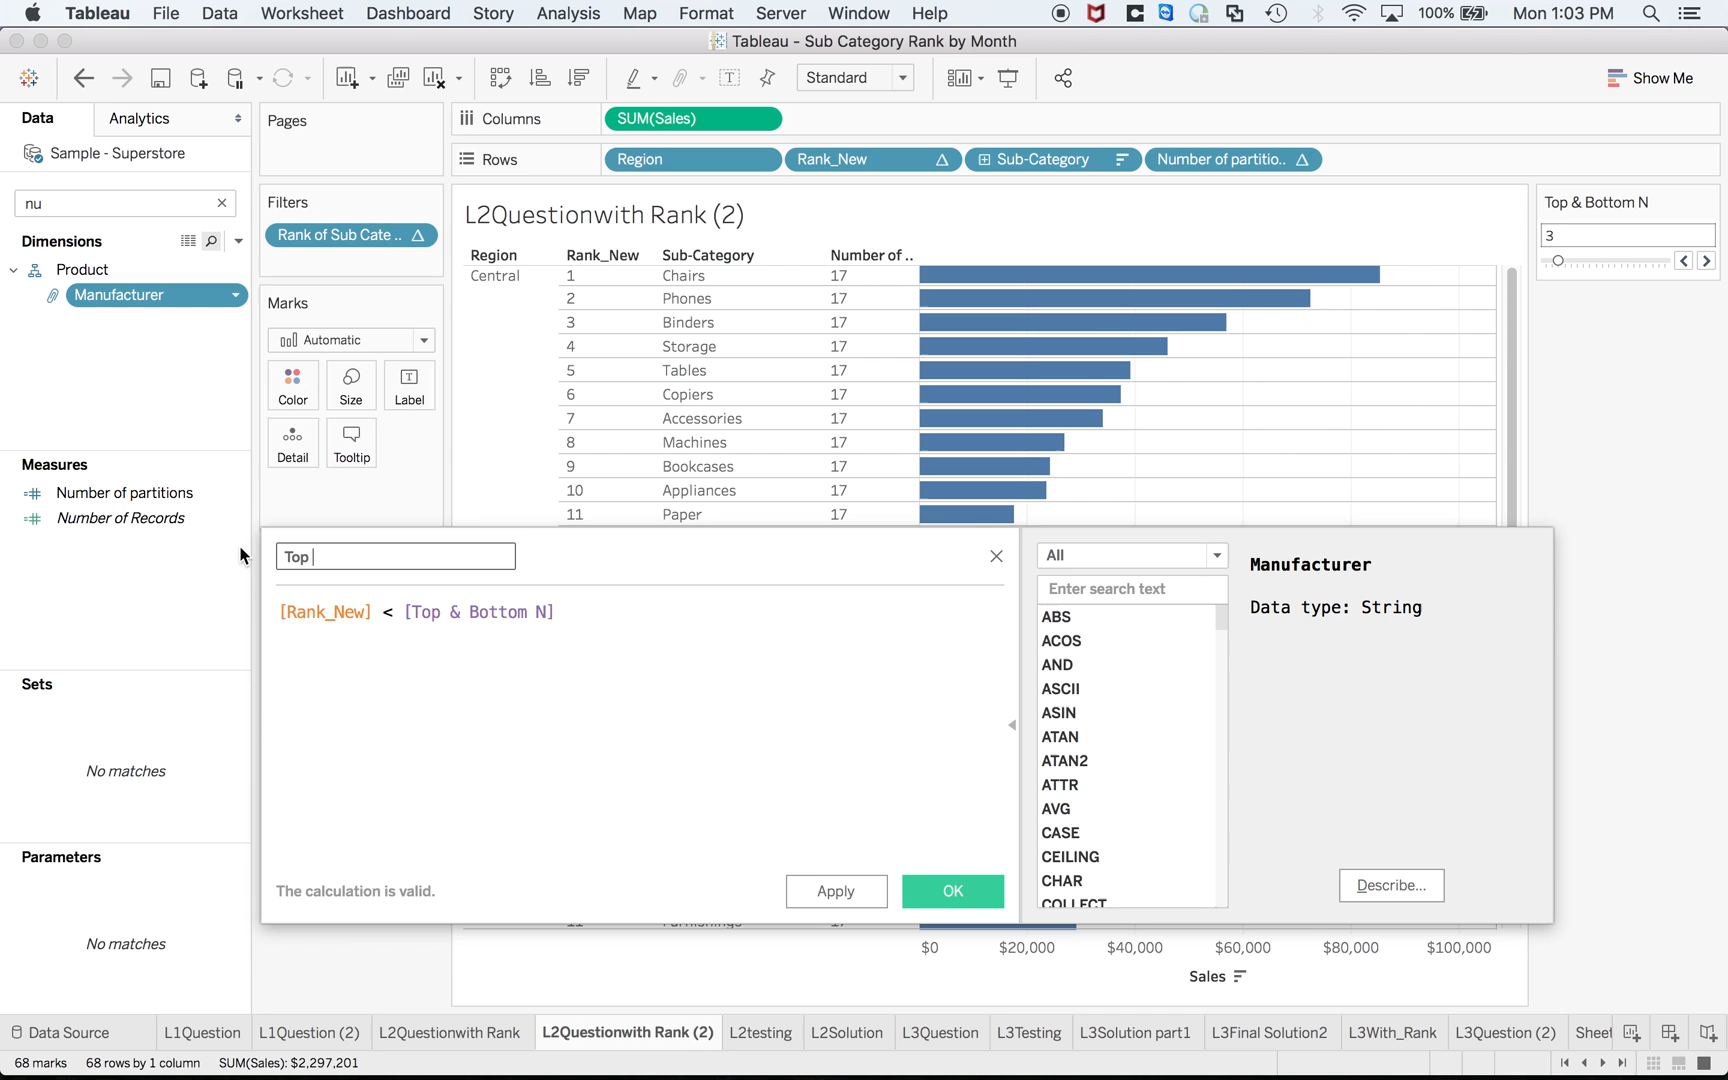 Tableau File Data Worksheet Dashboard Story Analysis Map Format Server Window Help 100% Mon 1:03 PM
Tableau - Sub Category Rank by Month
Standard Show Me
Data Analytics
Sample - Superstore
nu
Dimensions
Product
Manufacturer
Measures
Number of partitions
Number of Records
Sets
No matches
Parameters
No matches
Pages
Filters
Rank of Sub Cate ..
Marks
Automatic
Color Size Label
Detail Tooltip
Columns SUM(Sales)
Rows Region Rank_New Sub-Category Number of partitio..
L2Questionwith Rank (2)
Region Rank_New Sub-Category Number of ..
Central 1 Chairs 17
2 Phones 17
3 Binders 17
4 Storage 17
5 Tables 17
6 Copiers 17
7 Accessories 17
8 Machines 17
9 Bookcases 17
10 Appliances 17
11 Paper 17
Top & Bottom N
3
Top
[Rank_New] < [Top & Bottom N]
The calculation is valid.
Apply OK
All
Enter search text
ABS
ACOS
AND
ASCII
ASIN
ATAN
ATAN2
ATTR
AVG
CASE
CEILING
CHAR
COLLECT
Manufacturer
Data type: String
Describe...
11 Furnishings 17
$0 $20,000 $40,000 $60,000 $80,000 $100,000
Sales
Data Source L1Question L1Question (2) L2Questionwith Rank L2Questionwith Rank (2) L2testing L2Solution L3Question L3Testing L3Solution part1 L3Final Solution2 L3With_Rank L3Question (2) Sheet
68 marks 68 rows by 1 column SUM(Sales): $2,297,201